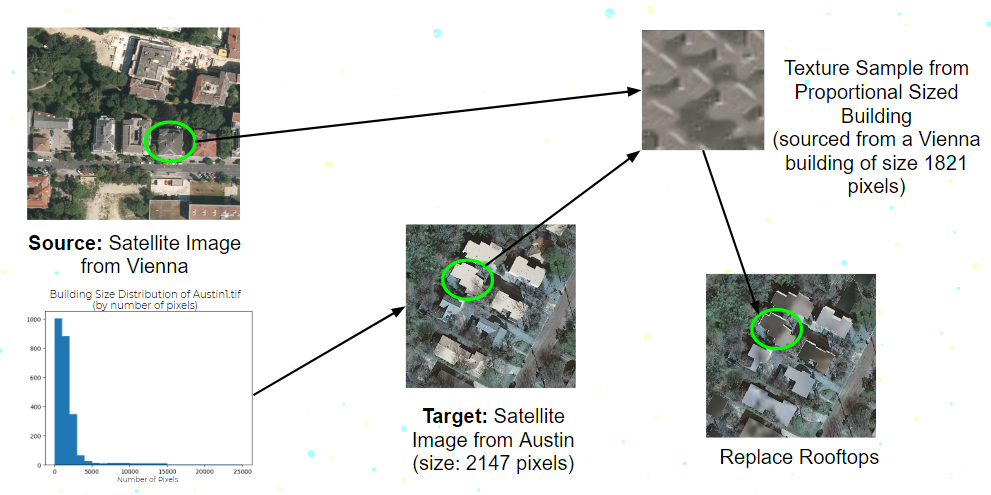 Source: Satellite Image
from Vienna
Building Size Distribution of Austin1.tif
(by number of pixels)
1000
800
600
400
200
0
0 5000 10000 15000 20000 25000
Number of Pixels
Target: Satellite
Image from Austin
(size: 2147 pixels)
Texture Sample from
Proportional Sized
Building
(sourced from a Vienna
building of size 1821
pixels)
Replace Rooftops